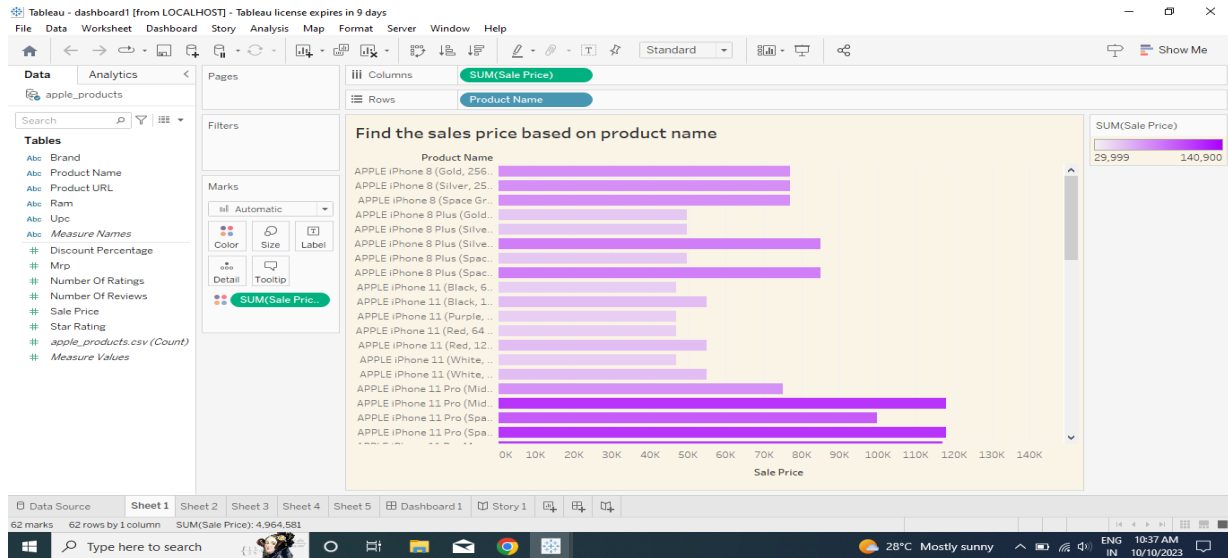 Tableau - dashboard1 [from LOCALHOST] - Tableau license expires in 9 days
File Data Worksheet Dashboard Story Analysis Map Format Server Window Help
Standard
Show Me
Data Analytics
apple_products
Search
Tables
Abc Brand
Abc Product Name
Abc Product URL
Abc Ram
Abc Upc
Abc Measure Names
# Discount Percentage
# Mrp
# Number Of Ratings
# Number Of Reviews
# Sale Price
# Star Rating
# apple_products.csv (Count)
# Measure Values
Pages
Filters
Marks
Automatic
Color Size Label
Detail Tooltip
SUM(Sale Pric..
Columns SUM(Sale Price)
Rows Product Name
Find the sales price based on product name
Product Name
APPLE iPhone 8 (Gold, 256..
APPLE iPhone 8 (Silver, 25..
APPLE iPhone 8 (Space Gr..
APPLE iPhone 8 Plus (Gold..
APPLE iPhone 8 Plus (Silve..
APPLE iPhone 8 Plus (Silve..
APPLE iPhone 8 Plus (Spac..
APPLE iPhone 8 Plus (Spac..
APPLE iPhone 11 (Black, 6..
APPLE iPhone 11 (Black, 1..
APPLE iPhone 11 (Purple, ..
APPLE iPhone 11 (Red, 64 ..
APPLE iPhone 11 (Red, 12..
APPLE iPhone 11 (White, ..
APPLE iPhone 11 (White, ..
APPLE iPhone 11 Pro (Mid..
APPLE iPhone 11 Pro (Mid..
APPLE iPhone 11 Pro (Spa..
APPLE iPhone 11 Pro (Spa..
0K 10K 20K 30K 40K 50K 60K 70K 80K 90K 100K 110K 120K 130K 140K
Sale Price
SUM(Sale Price)
29,999 140,900
Data Source Sheet 1 Sheet 2 Sheet 3 Sheet 4 Sheet 5 Dashboard 1 Story 1
62 marks 62 rows by 1 column SUM(Sale Price): 4,964,581
Type here to search
28°C Mostly sunny
ENG
IN
10:37 AM
10/10/2023